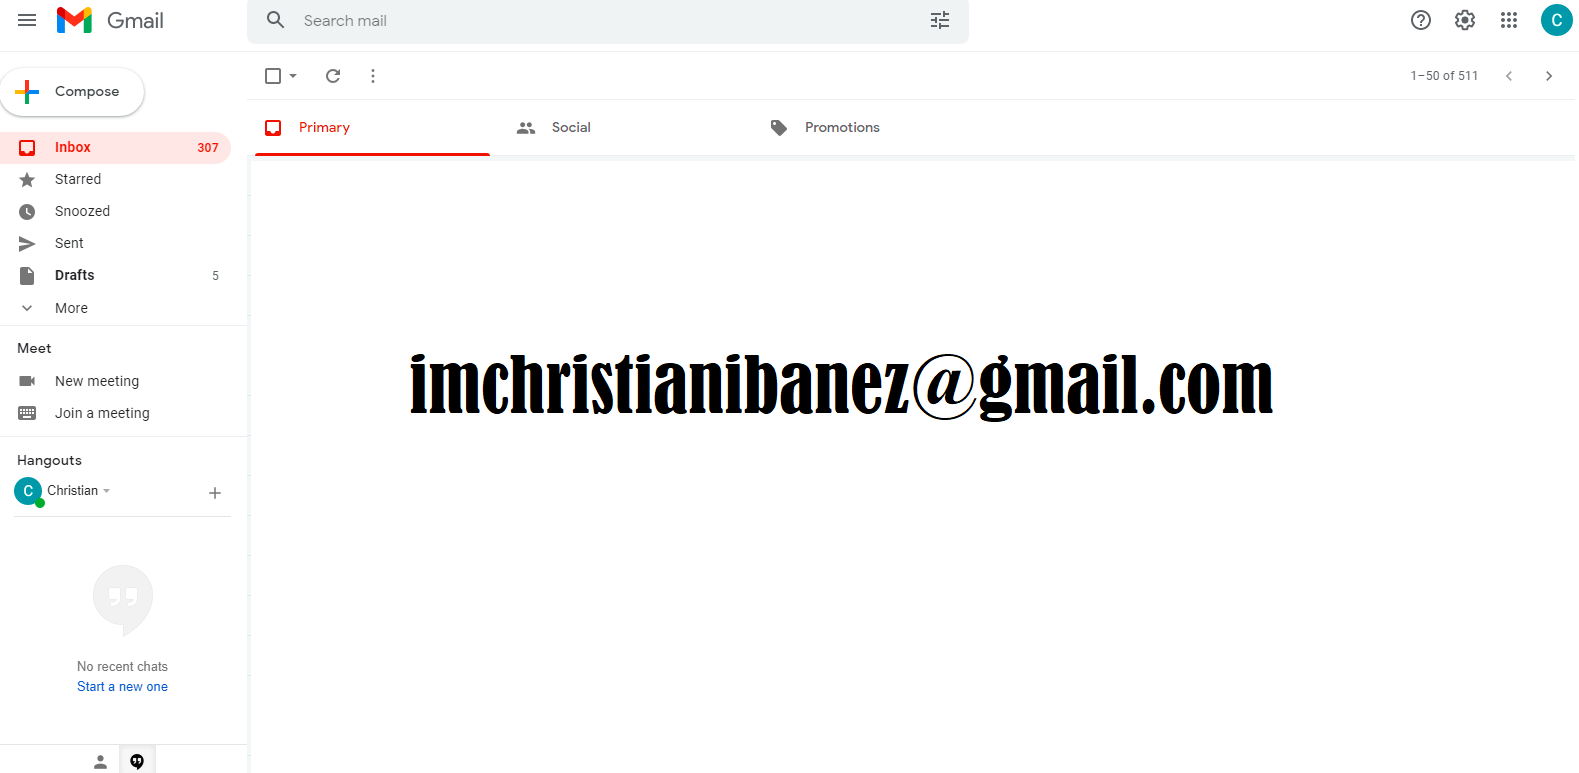 Gmail
Search mail
C
Compose
1–50 of 511
Primary
Social
Promotions
Inbox 307
Starred
Snoozed
Sent
Drafts 5
More
Meet
New meeting
Join a meeting
Hangouts
C Christian
No recent chats
Start a new one
imchristianibanez@gmail.com